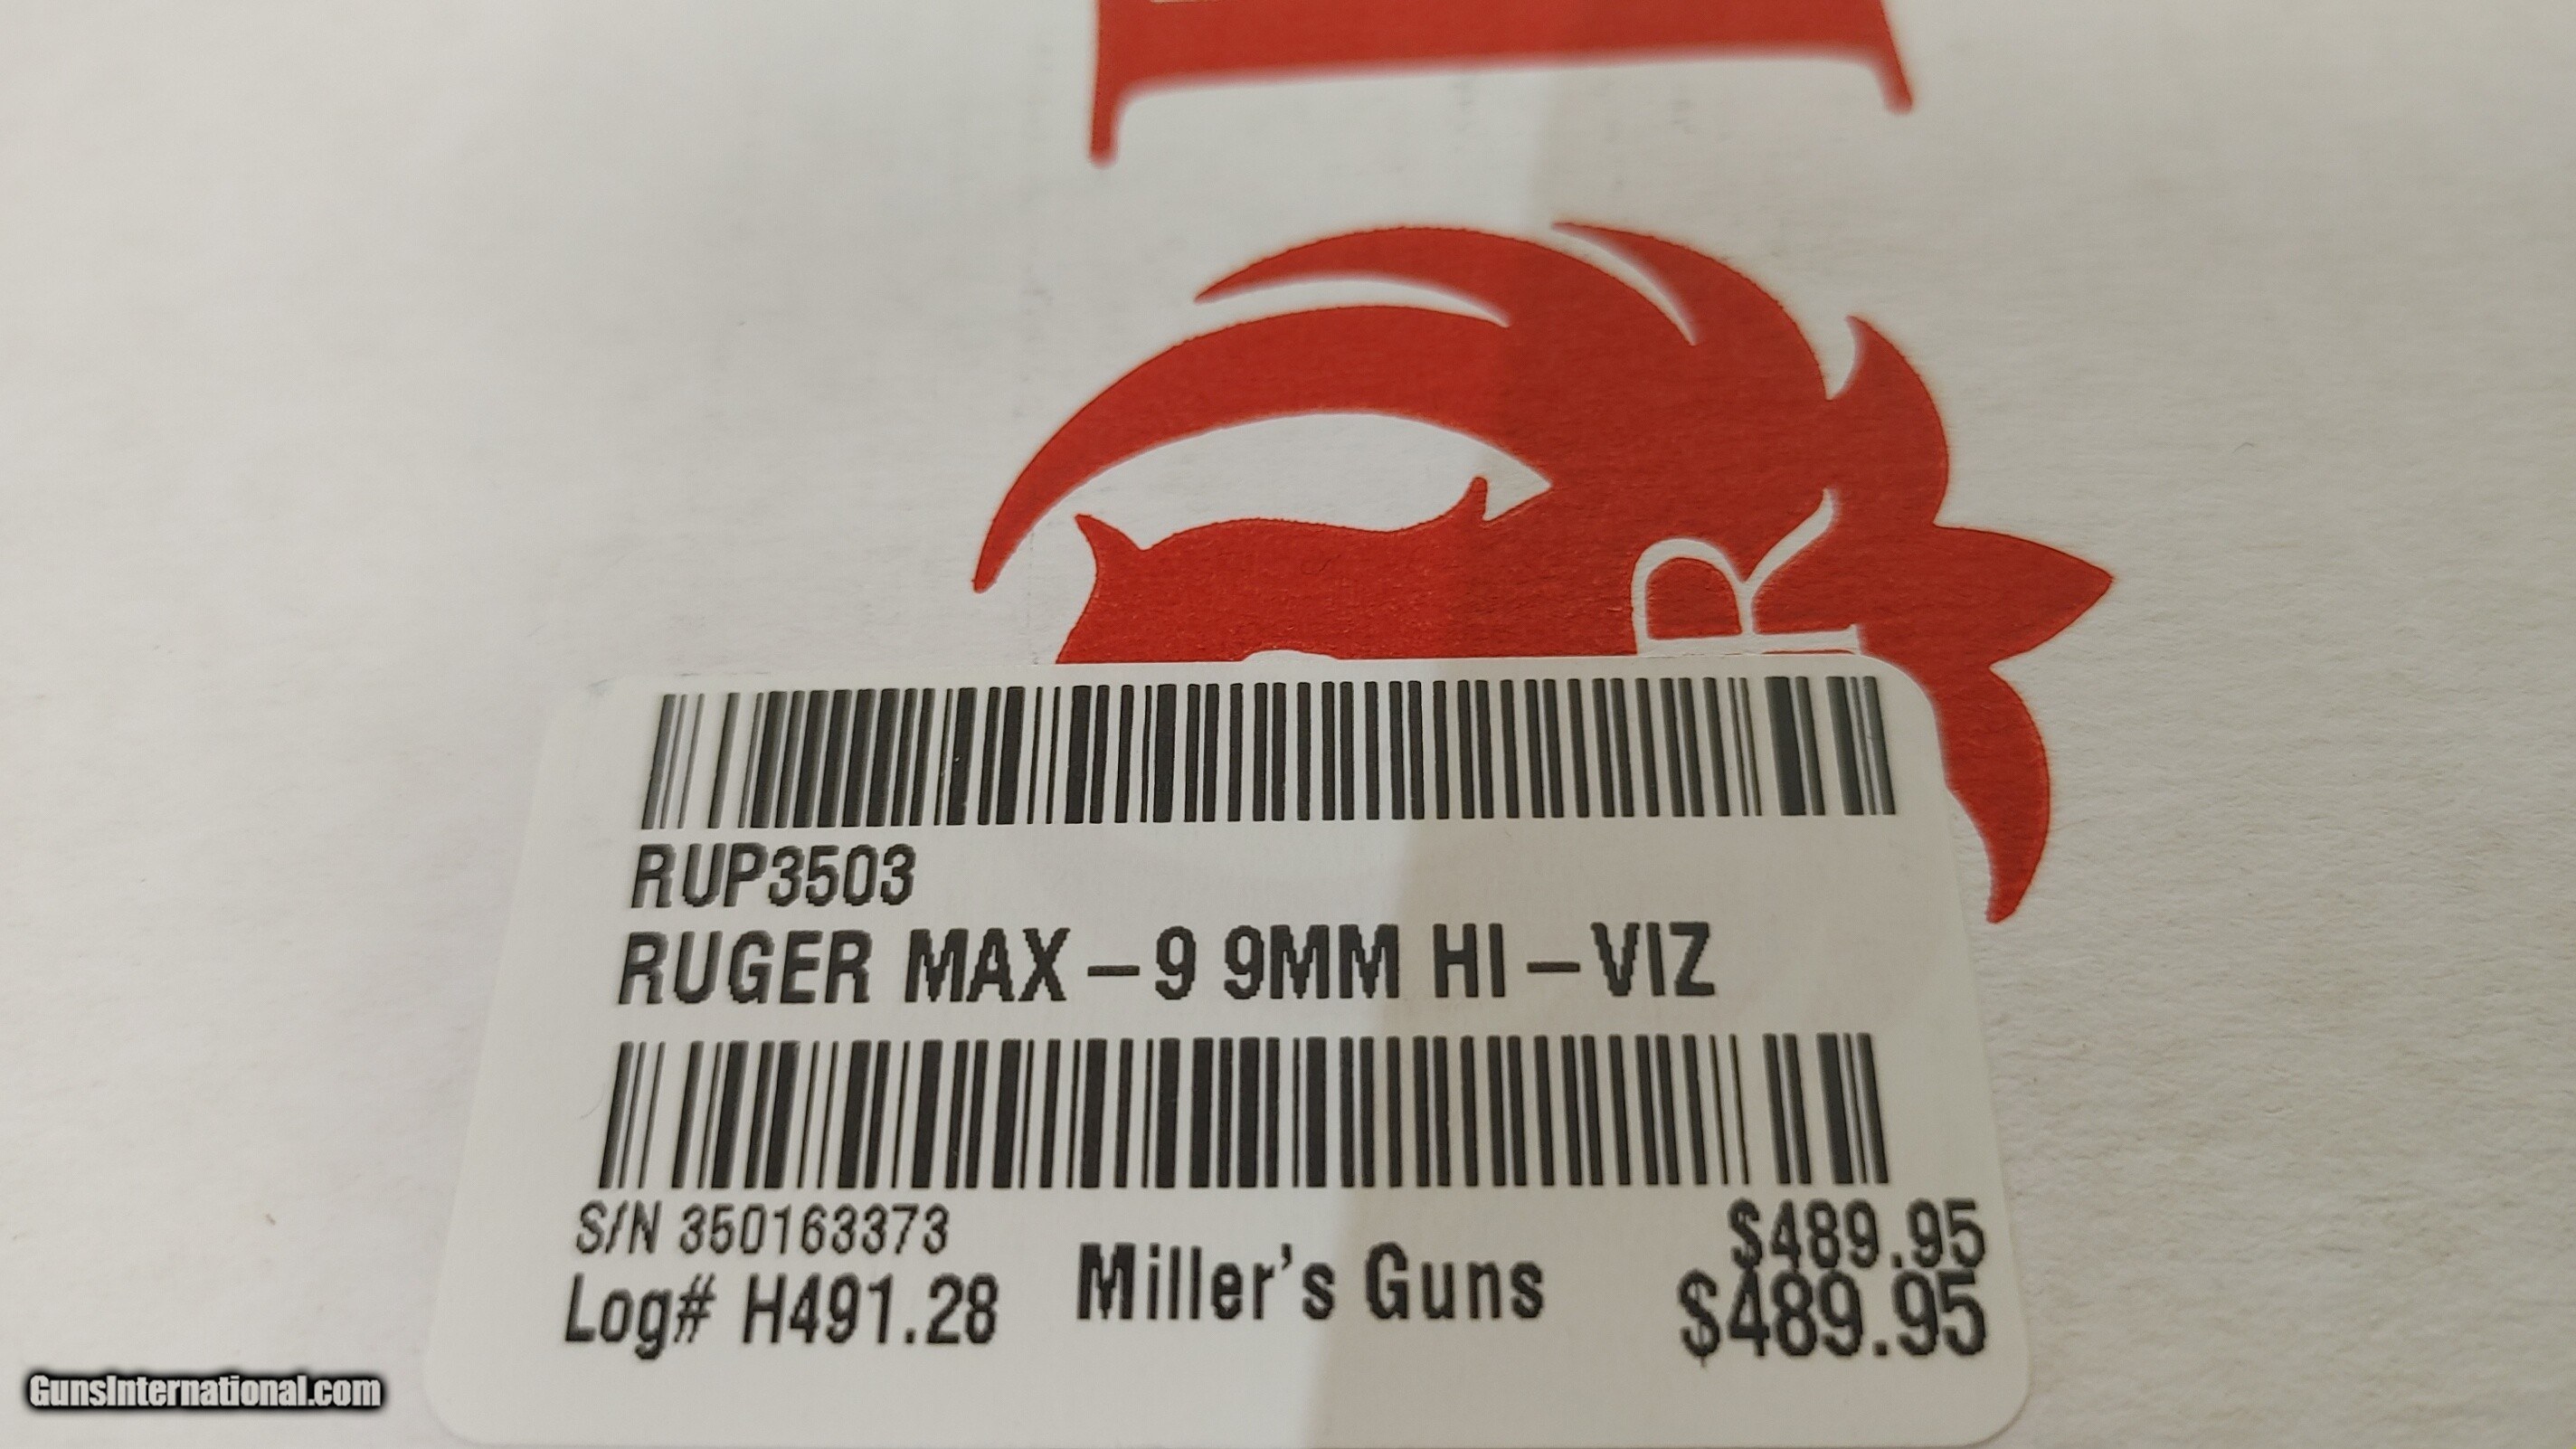 R
RUP3503
RUGER MAX-9 9MM HI-VIZ
S/N 350163373
$489.95
Log# H491.28
Miller's Guns
$489.95
GunsInternational.com